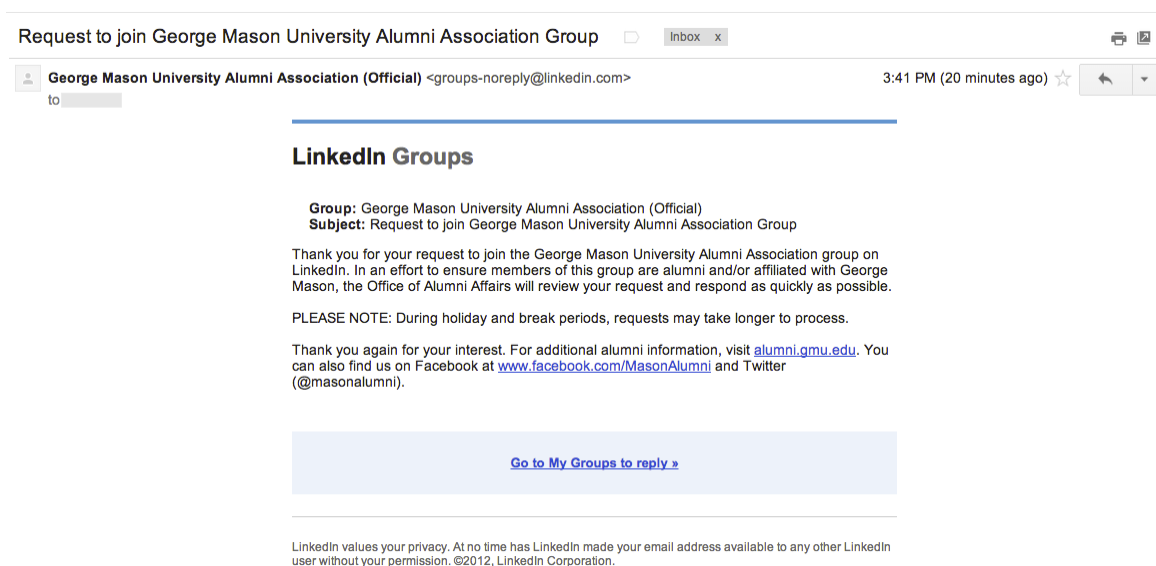 Request to join George Mason University Alumni Association Group
Inbox x
George Mason University Alumni Association (Official) <groups-noreply@linkedin.com>
3:41 PM (20 minutes ago)
to
LinkedIn Groups
Group: George Mason University Alumni Association (Official)
Subject: Request to join George Mason University Alumni Association Group
Thank you for your request to join the George Mason University Alumni Association group on
LinkedIn. In an effort to ensure members of this group are alumni and/or affiliated with George
Mason, the Office of Alumni Affairs will review your request and respond as quickly as possible.
PLEASE NOTE: During holiday and break periods, requests may take longer to process.
Thank you again for your interest. For additional alumni information, visit alumni.gmu.edu. You
can also find us on Facebook at www.facebook.com/MasonAlumni and Twitter
(@masonalumni).
Go to My Groups to reply »
LinkedIn values your privacy. At no time has LinkedIn made your email address available to any other LinkedIn
user without your permission. ©2012, LinkedIn Corporation.